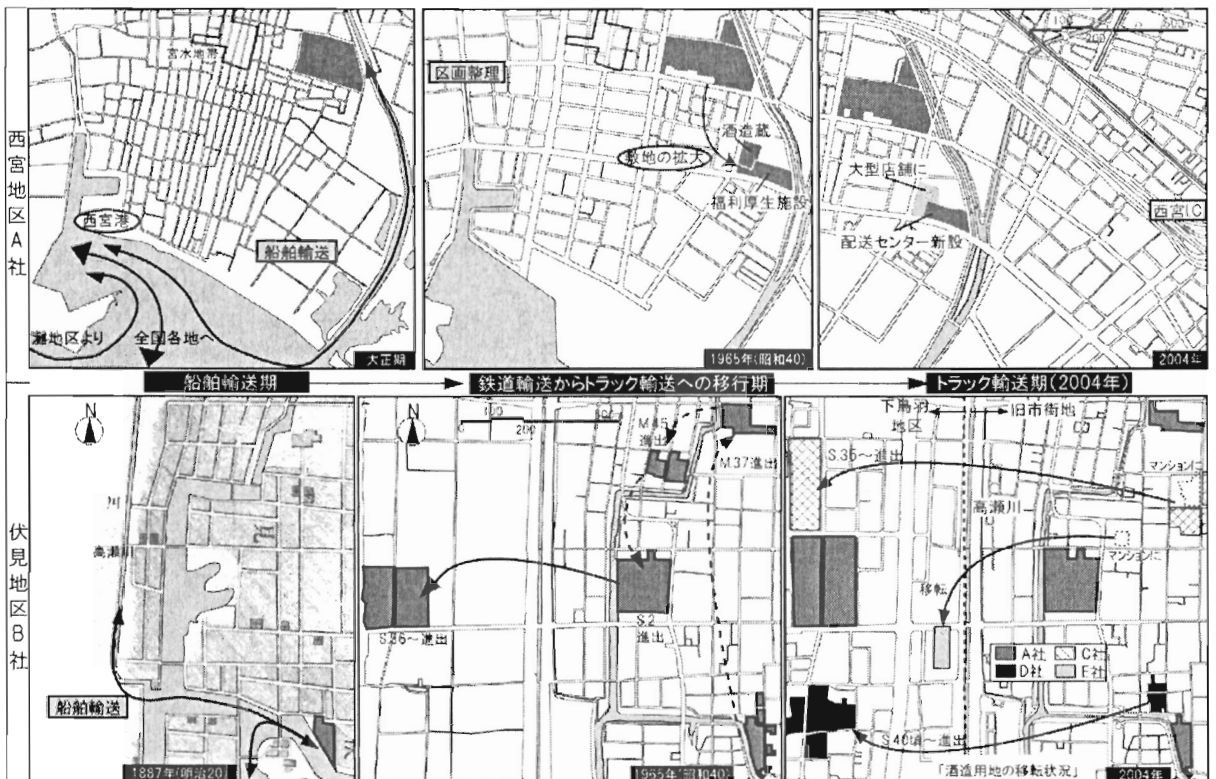 西宮地区A社
宮水地帯
西宮港
船舶輸送
灘地区より
全国各地へ
大正期
区画整理
酒造蔵
敷地の拡大
福利厚生施設
1965年(昭和40)
大型店舗に
西宮IC
配送センター新設
2004年
船舶輸送期
鉄道輸送からトラック輸送への移行期
トラック輸送期(2004年)
伏見地区B社
N
川
高瀬川
船舶輸送
1887年(明治20
N
100
200
M.45
進出
M.37進出
S.2
進出
S.26~進出
1965年(昭和40)
下鳥羽
地区
旧市街地
S.35~進出
マンションに
高瀬川
マンションに
移転
A社
C社
D社
E社
S.40頃~進出
「酒造用地の移転状況」
2004年